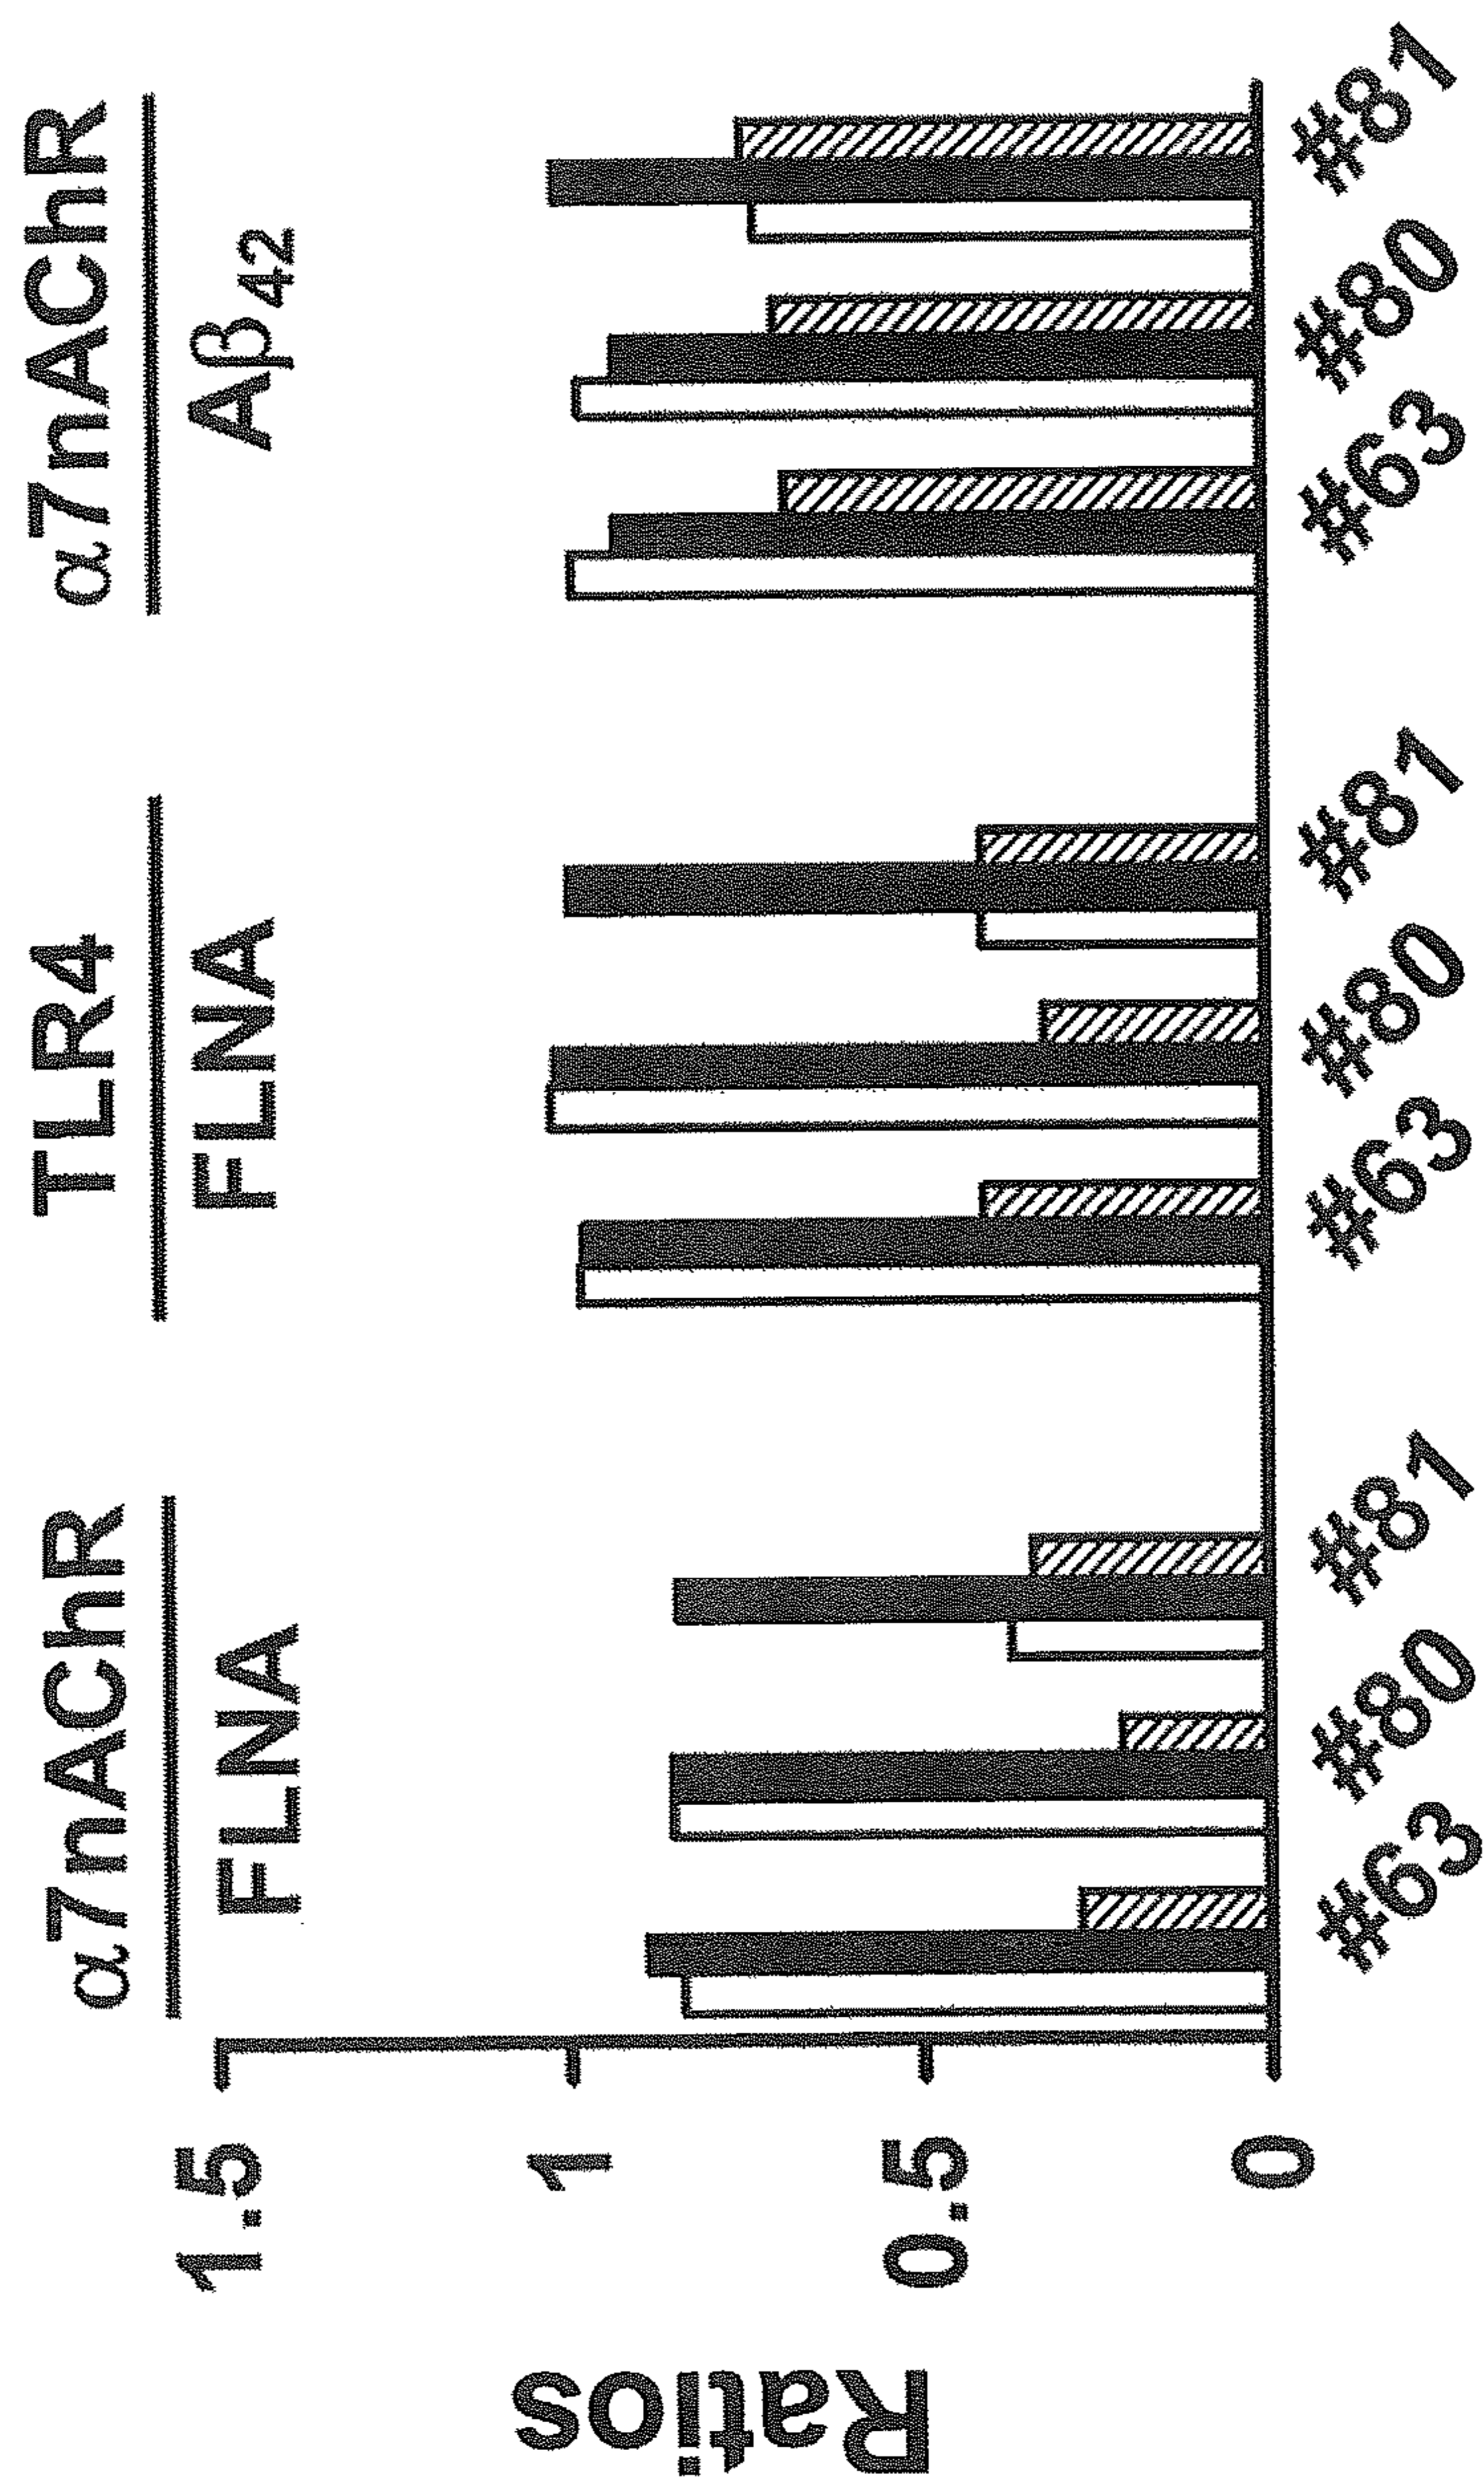 α7nAChR
FLNA
TLR4
FLNA
α7nAChR
Aβ42
Ratios
1.5
1
0.5
0
#63 #80 #81 #63 #80 #81 #63 #80 #81